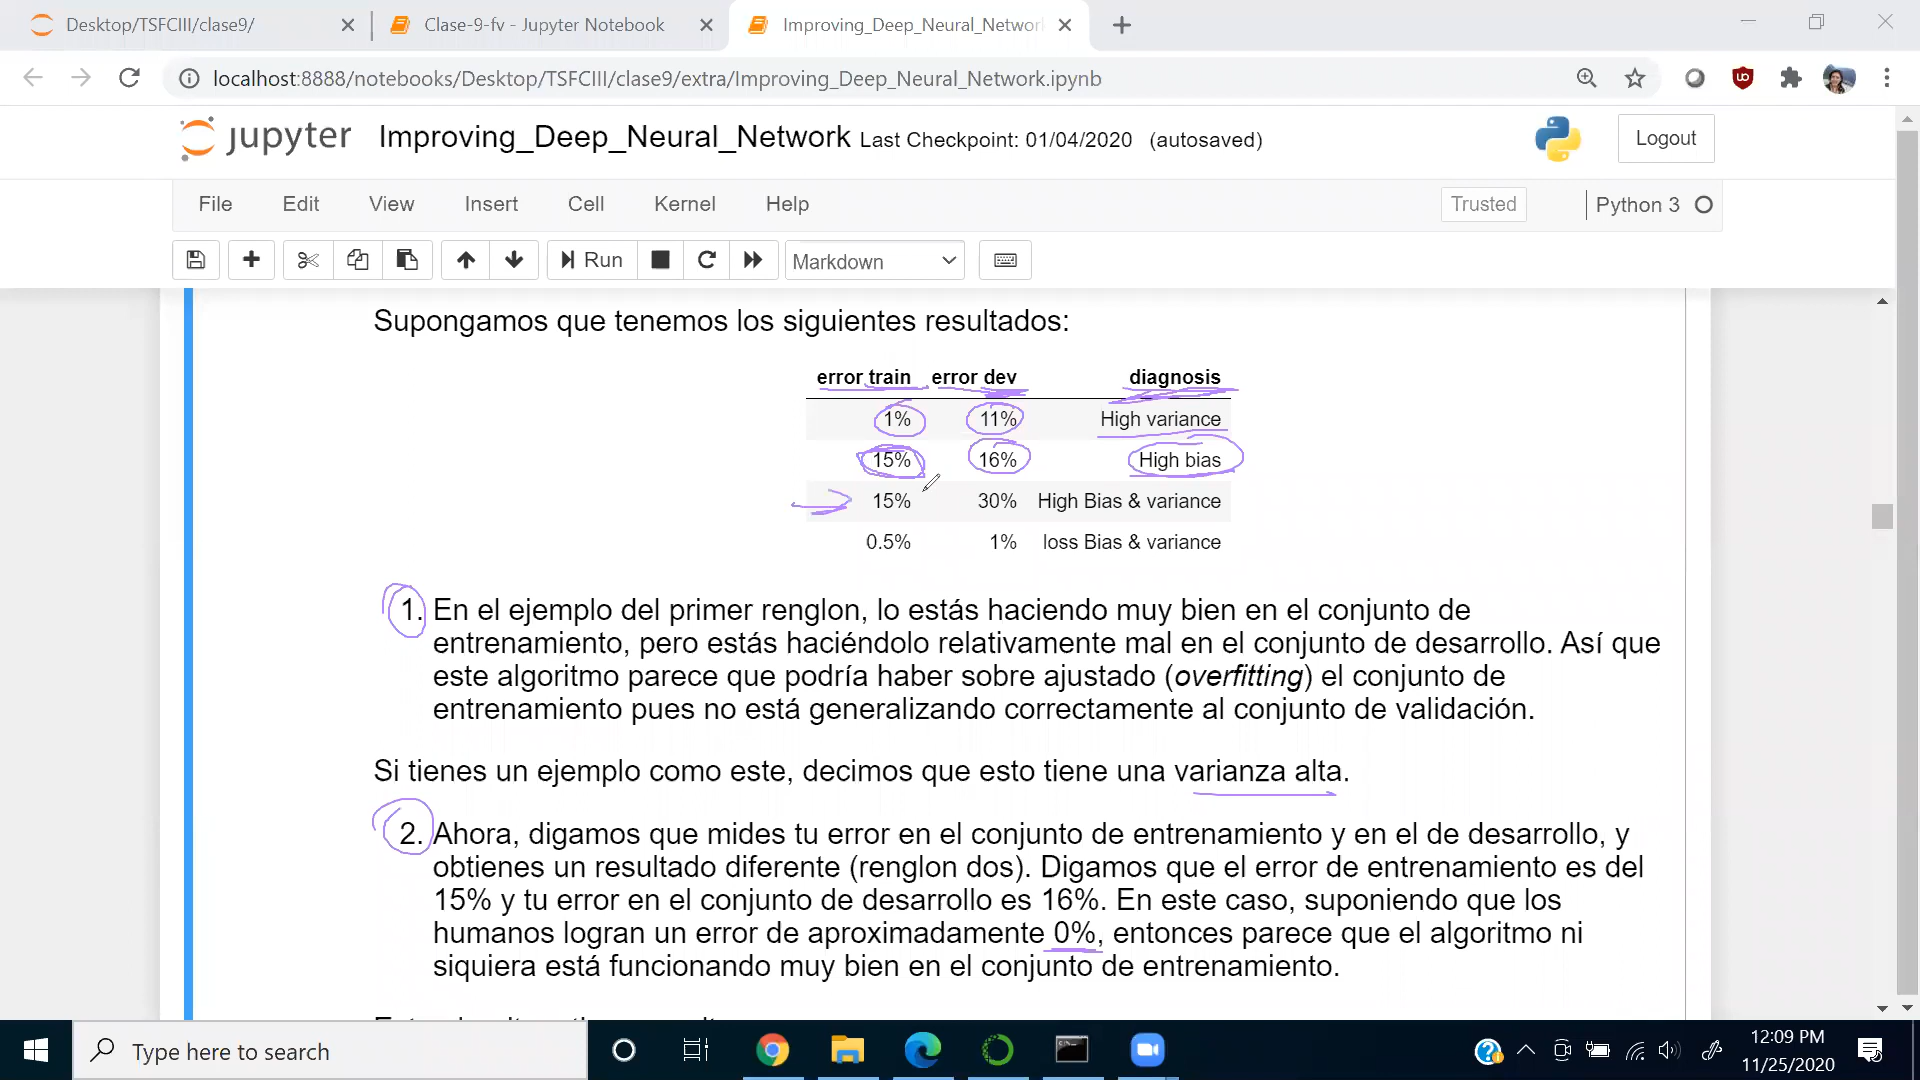 Desktop/TSFCIII/clase9/
Clase-9-fv - Jupyter Notebook
Improving_Deep_Neural_Network
localhost:8888/notebooks/Desktop/TSFCIII/clase9/extra/Improving_Deep_Neural_Network.ipynb
jupyter Improving_Deep_Neural_Network Last Checkpoint: 01/04/2020 (autosaved)
Logout
File Edit View Insert Cell Kernel Help
Trusted
Python 3
Run
Markdown
Supongamos que tenemos los siguientes resultados:
error train error dev diagnosis
1% 11% High variance
15% 16% High bias
15% 30% High Bias & variance
0.5% 1% loss Bias & variance
1. En el ejemplo del primer renglon, lo estás haciendo muy bien en el conjunto de
entrenamiento, pero estás haciéndolo relativamente mal en el conjunto de desarrollo. Así que
este algoritmo parece que podría haber sobre ajustado (overfitting) el conjunto de
entrenamiento pues no está generalizando correctamente al conjunto de validación.
Si tienes un ejemplo como este, decimos que esto tiene una varianza alta.
2. Ahora, digamos que mides tu error en el conjunto de entrenamiento y en el de desarrollo, y
obtienes un resultado diferente (renglon dos). Digamos que el error de entrenamiento es del
15% y tu error en el conjunto de desarrollo es 16%. En este caso, suponiendo que los
humanos logran un error de aproximadamente 0%, entonces parece que el algoritmo ni
siquiera está funcionando muy bien en el conjunto de entrenamiento.
Type here to search
12:09 PM
11/25/2020